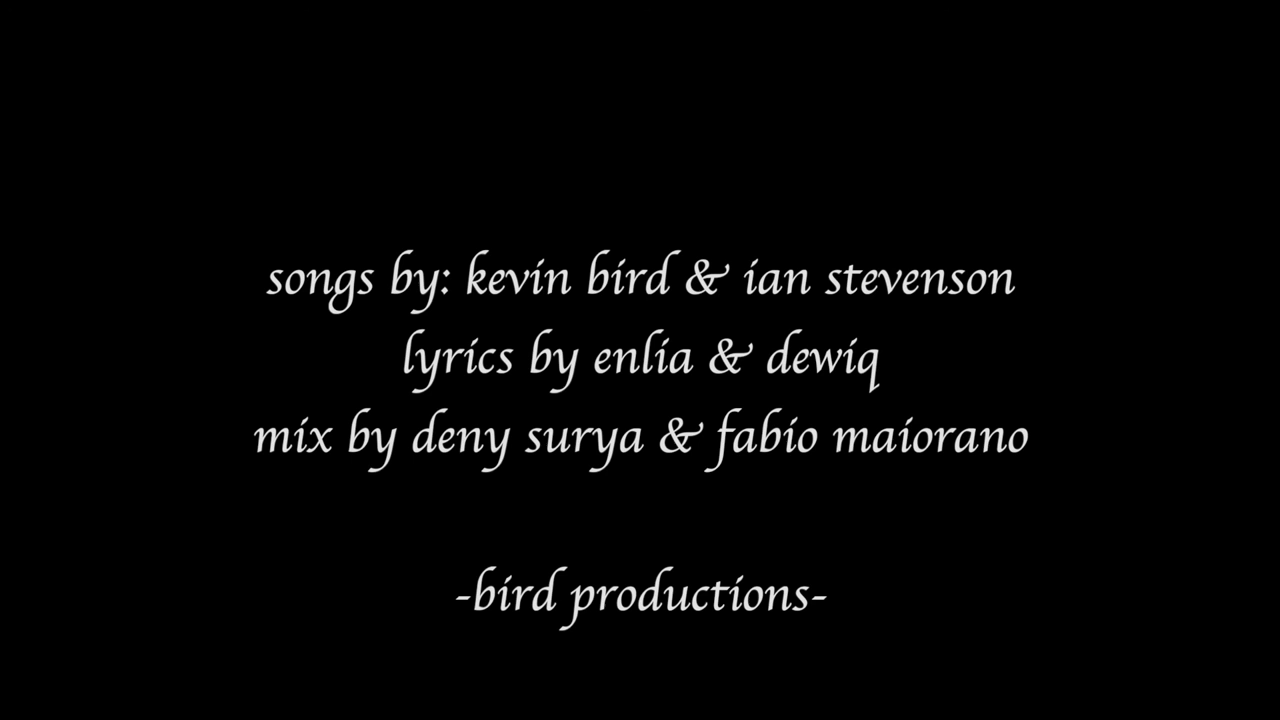 songs by: kevin bird & ian stevenson
lyrics by enlia & dewiq
mix by deny surya & fabio maiorano
-bird productions-